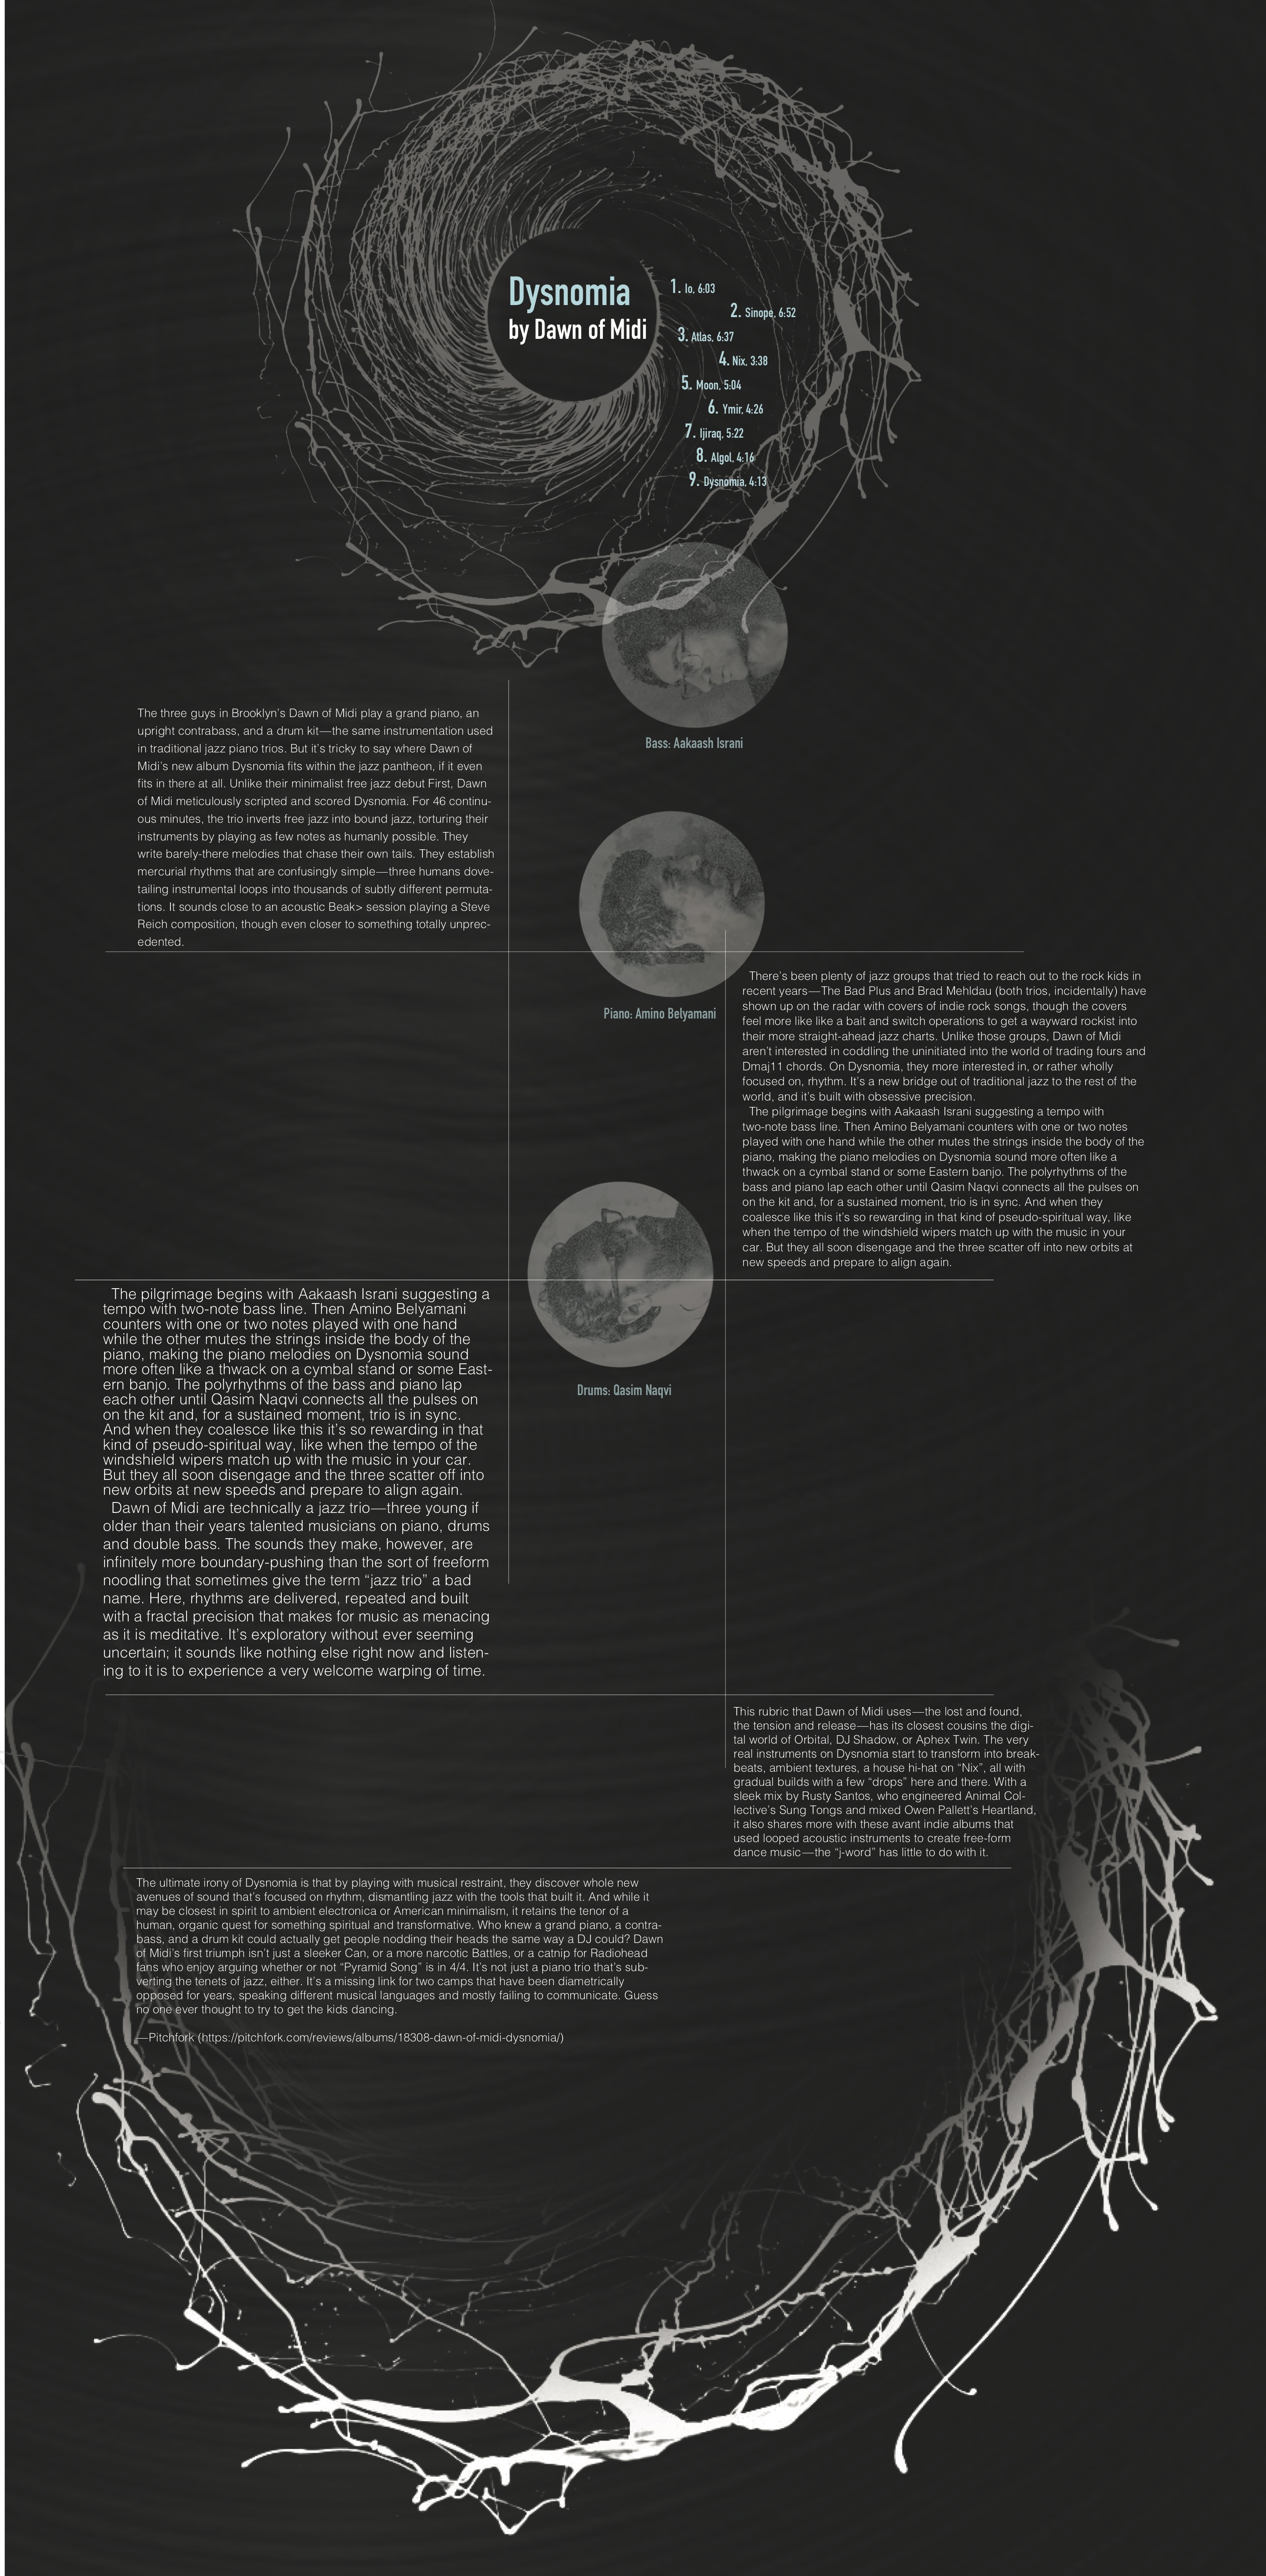 Dysnomia
by Dawn of Midi
1. Io, 6:03
2. Sinope, 6:52
3. Atlas, 6:37
4. Nix, 3:38
5. Moon, 5:04
6. Ymir, 4:26
7. Ijiraq, 5:22
8. Algol, 4:16
9. Dysnomia, 4:13
Bass: Aakaash Israni
The three guys in Brooklyn's Dawn of Midi play a grand piano, an
upright contrabass, and a drum kit—the same instrumentation used
in traditional jazz piano trios. But it's tricky to say where Dawn of
Midi's new album Dysnomia fits within the jazz pantheon, if it even
fits in there at all. Unlike their minimalist free jazz debut First, Dawn
of Midi meticulously scripted and scored Dysnomia. For 46 continu-
ous minutes, the trio inverts free jazz into bound jazz, torturing their
instruments by playing as few notes as humanly possible. They
write barely-there melodies that chase their own tails. They establish
mercurial rhythms that are confusingly simple—three humans dove-
tailing instrumental loops into thousands of subtly different permuta-
tions. It sounds close to an acoustic Beak> session playing a Steve
Reich composition, though even closer to something totally unprec-
edented.
Piano: Amino Belyamani
There's been plenty of jazz groups that tried to reach out to the rock kids in
recent years—The Bad Plus and Brad Mehldau (both trios, incidentally) have
shown up on the radar with covers of indie rock songs, though the covers
feel more like like a bait and switch operations to get a wayward rockist into
their more straight-ahead jazz charts. Unlike those groups, Dawn of Midi
aren't interested in coddling the uninitiated into the world of trading fours and
Dmaj11 chords. On Dysnomia, they more interested in, or rather wholly
focused on, rhythm. It's a new bridge out of traditional jazz to the rest of the
world, and it's built with obsessive precision.
The pilgrimage begins with Aakaash Israni suggesting a tempo with
two-note bass line. Then Amino Belyamani counters with one or two notes
played with one hand while the other mutes the strings inside the body of the
piano, making the piano melodies on Dysnomia sound more often like a
thwack on a cymbal stand or some Eastern banjo. The polyrhythms of the
bass and piano lap each other until Qasim Naqvi connects all the pulses on
on the kit and, for a sustained moment, trio is in sync. And when they
coalesce like this it's so rewarding in that kind of pseudo-spiritual way, like
when the tempo of the windshield wipers match up with the music in your
car. But they all soon disengage and the three scatter off into new orbits at
new speeds and prepare to align again.
The pilgrimage begins with Aakaash Israni suggesting a
tempo with two-note bass line. Then Amino Belyamani
counters with one or two notes played with one hand
while the other mutes the strings inside the body of the
piano, making the piano melodies on Dysnomia sound
more often like a thwack on a cymbal stand or some East-
ern banjo. The polyrhythms of the bass and piano lap
each other until Qasim Naqvi connects all the pulses on
on the kit and, for a sustained moment, trio is in sync.
And when they coalesce like this it's so rewarding in that
kind of pseudo-spiritual way, like when the tempo of the
windshield wipers match up with the music in your car.
But they all soon disengage and the three scatter off into
new orbits at new speeds and prepare to align again.
Dawn of Midi are technically a jazz trio—three young if
older than their years talented musicians on piano, drums
and double bass. The sounds they make, however, are
infinitely more boundary-pushing than the sort of freeform
noodling that sometimes give the term “jazz trio” a bad
name. Here, rhythms are delivered, repeated and built
with a fractal precision that makes for music as menacing
as it is meditative. It's exploratory without ever seeming
uncertain; it sounds like nothing else right now and listen-
ing to it is to experience a very welcome warping of time.
Drums: Qasim Naqvi
This rubric that Dawn of Midi uses—the lost and found,
the tension and release—has its closest cousins the digi-
tal world of Orbital, DJ Shadow, or Aphex Twin. The very
real instruments on Dysnomia start to transform into break-
beats, ambient textures, a house hi-hat on “Nix”, all with
gradual builds with a few “drops” here and there. With a
sleek mix by Rusty Santos, who engineered Animal Col-
lective's Sung Tongs and mixed Owen Pallett's Heartland,
it also shares more with these avant indie albums that
used looped acoustic instruments to create free-form
dance music—the “j-word” has little to do with it.
The ultimate irony of Dysnomia is that by playing with musical restraint, they discover whole new
avenues of sound that's focused on rhythm, dismantling jazz with the tools that built it. And while it
may be closest in spirit to ambient electronica or American minimalism, it retains the tenor of a
human, organic quest for something spiritual and transformative. Who knew a grand piano, a contra-
bass, and a drum kit could actually get people nodding their heads the same way a DJ could? Dawn
of Midi's first triumph isn't just a sleeker Can, or a more narcotic Battles, or a catnip for Radiohead
fans who enjoy arguing whether or not “Pyramid Song” is in 4/4. It's not just a piano trio that's sub-
verting the tenets of jazz, either. It's a missing link for two camps that have been diametrically
opposed for years, speaking different musical languages and mostly failing to communicate. Guess
no one ever thought to try to get the kids dancing.
—Pitchfork (https://pitchfork.com/reviews/albums/18308-dawn-of-midi-dysnomia/)